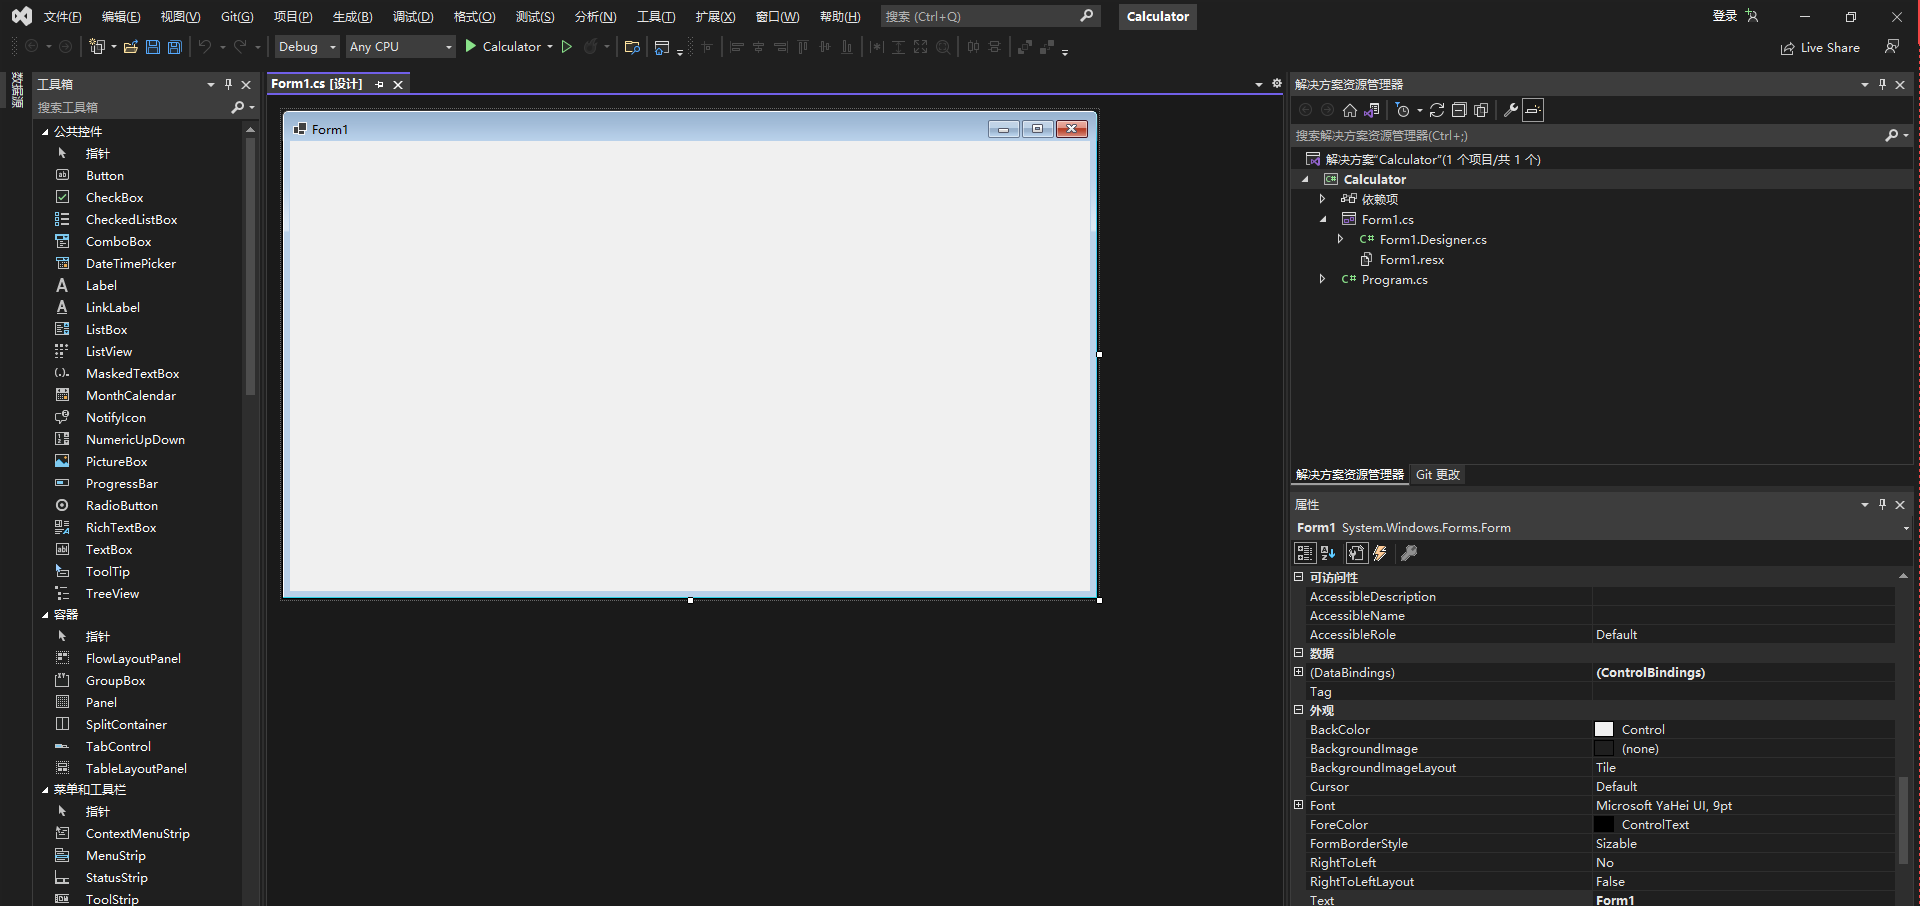 文件(F) 编辑(E) 视图(V) Git(G) 项目(P) 生成(B) 调试(D) 格式(O) 测试(S) 分析(N) 工具(T) 扩展(X) 窗口(W) 帮助(H) 搜索 (Ctrl+Q) Calculator 登录
Debug Any CPU Calculator Live Share
数据源
工具箱
搜索工具箱
公共控件
指针
Button
CheckBox
CheckedListBox
ComboBox
DateTimePicker
Label
LinkLabel
ListBox
ListView
MaskedTextBox
MonthCalendar
NotifyIcon
NumericUpDown
PictureBox
ProgressBar
RadioButton
RichTextBox
TextBox
ToolTip
TreeView
容器
指针
FlowLayoutPanel
GroupBox
Panel
SplitContainer
TabControl
TableLayoutPanel
菜单和工具栏
指针
ContextMenuStrip
MenuStrip
StatusStrip
ToolStrip
Form1.cs [设计]
Form1
解决方案资源管理器
搜索解决方案资源管理器(Ctrl+;)
解决方案"Calculator"(1 个项目/共 1 个)
Calculator
依赖项
Form1.cs
C# Form1.Designer.cs
Form1.resx
C# Program.cs
解决方案资源管理器 Git 更改
属性
Form1 System.Windows.Forms.Form
可访问性
AccessibleDescription
AccessibleName
AccessibleRole Default
数据
(DataBindings) (ControlBindings)
Tag
外观
BackColor Control
BackgroundImage (none)
BackgroundImageLayout Tile
Cursor Default
Font Microsoft YaHei UI, 9pt
ForeColor ControlText
FormBorderStyle Sizable
RightToLeft No
RightToLeftLayout False
Text Form1